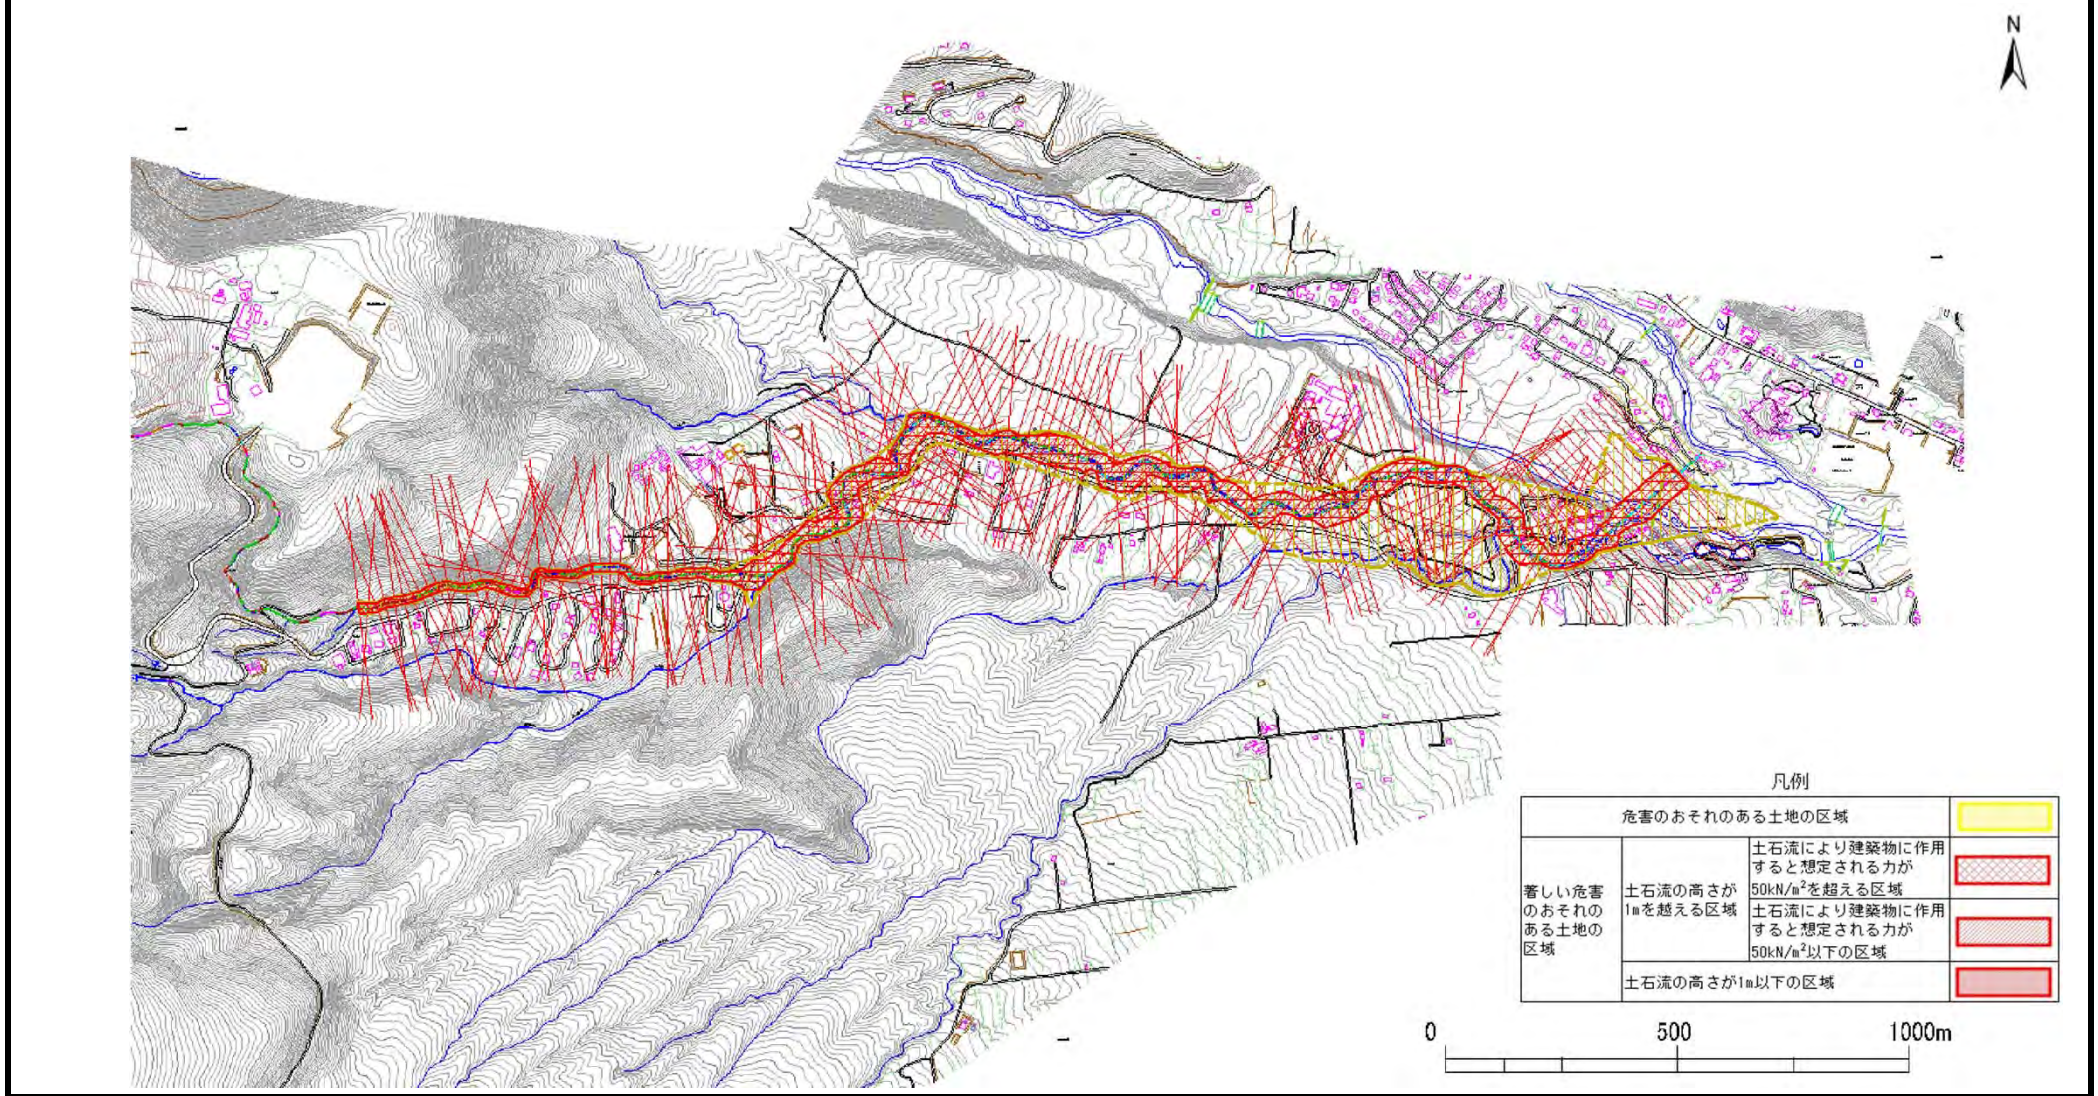 N
凡例
危害のおそれのある土地の区域
著しい危害
のおそれの
ある土地の
区域
土石流の高さが
1mを越える区域
土石流により建築物に作用
すると想定される力が
50kN/m²を超える区域
土石流により建築物に作用
すると想定される力が
50kN/m²以下の区域
土石流の高さが1m以下の区域
0 500 1000m